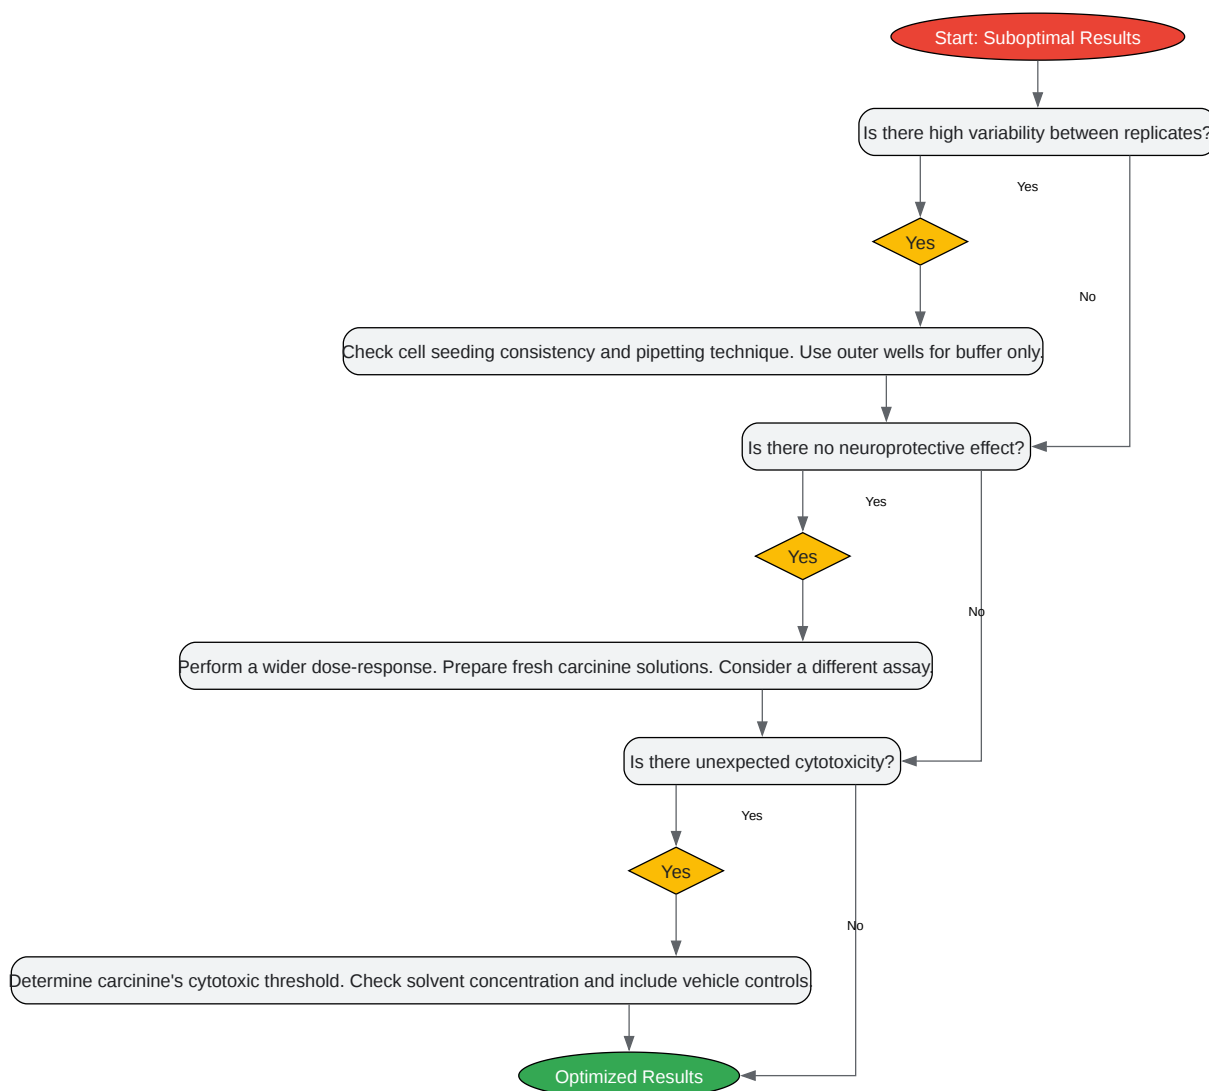 Start: Suboptimal Results
Is there high variability between replicates?
Yes
Yes
No
Check cell seeding consistency and pipetting technique. Use outer wells for buffer only.
Is there no neuroprotective effect?
Yes
Yes
No
Perform a wider dose-response. Prepare fresh carcinine solutions. Consider a different assay.
Is there unexpected cytotoxicity?
Yes
Yes
No
Determine carcinine's cytotoxic threshold. Check solvent concentration and include vehicle controls.
Optimized Results